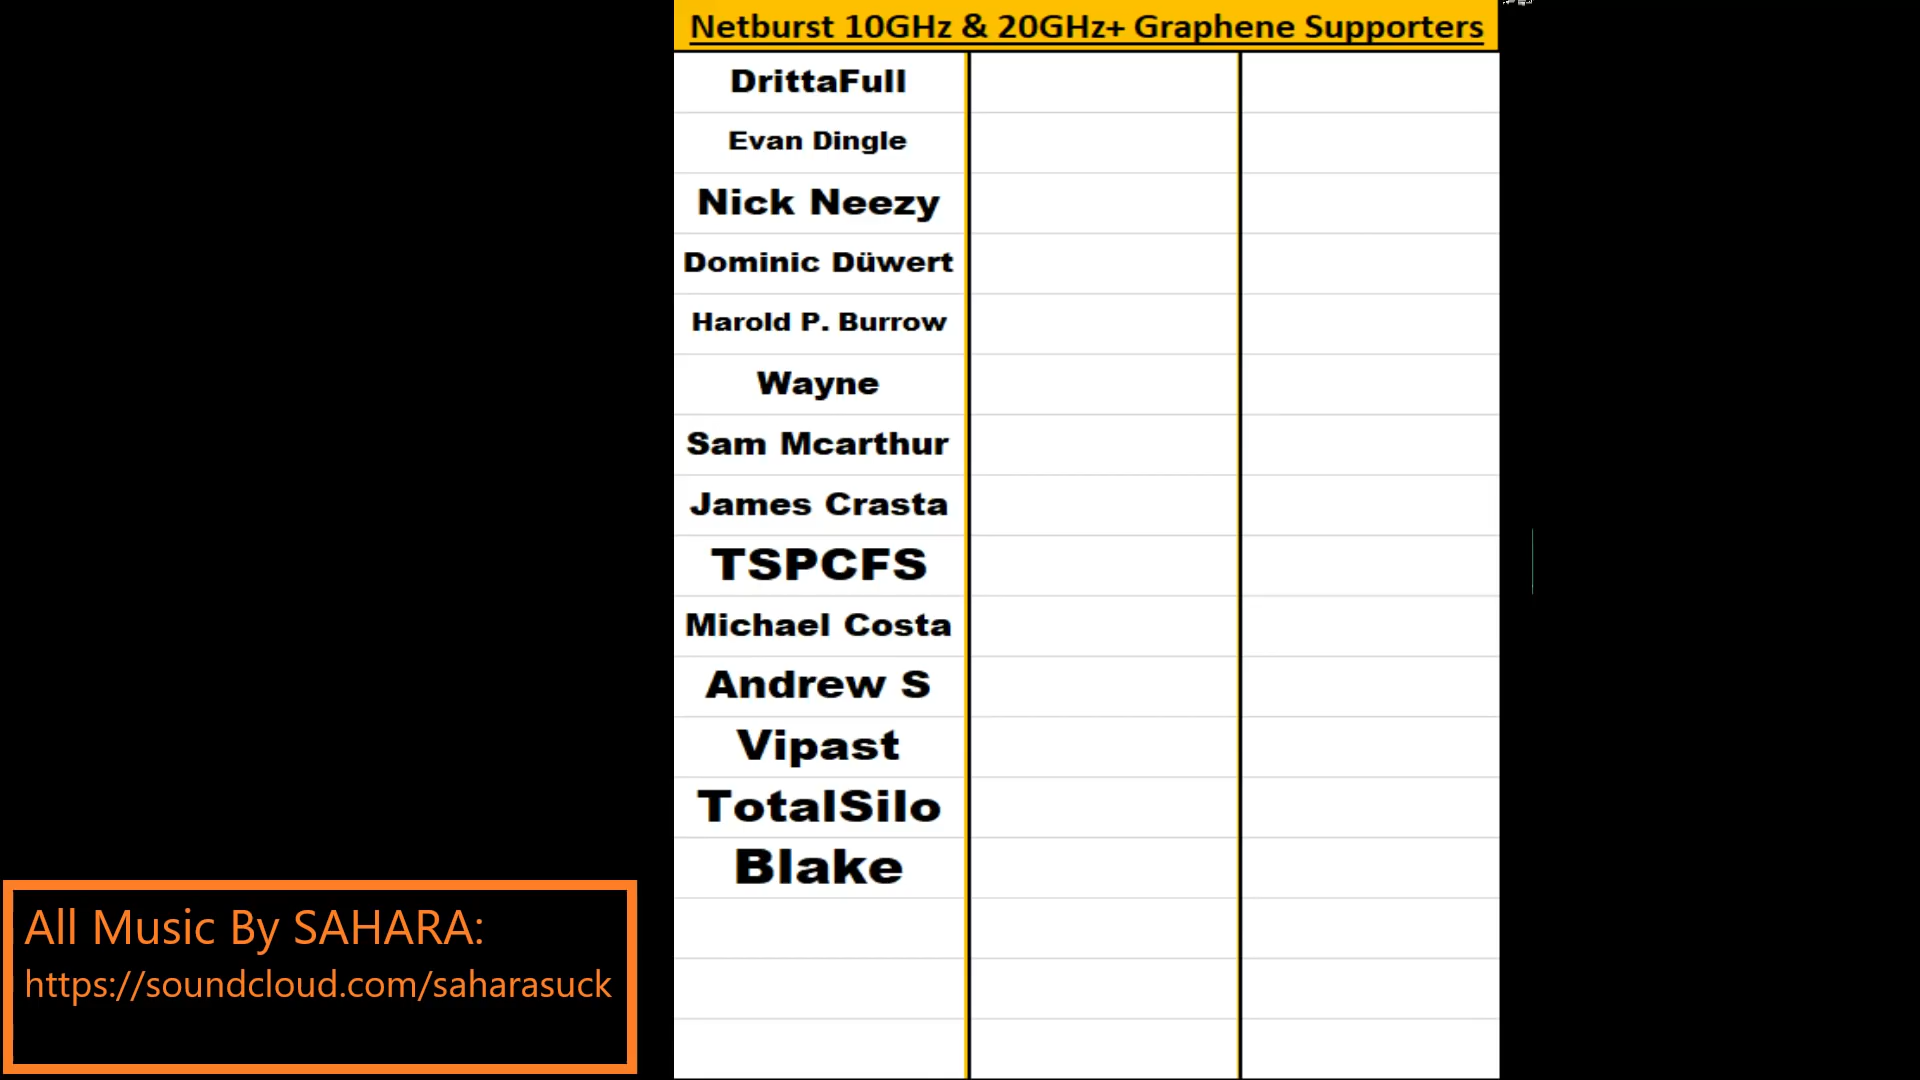 Netburst 10GHz & 20GHz+ Graphene Supporters
DrittaFull
Evan Dingle
Nick Neezy
Dominic Düwert
Harold P. Burrow
Wayne
Sam Mcarthur
James Crasta
TSPCFS
Michael Costa
Andrew S
Vipast
TotalSilo
Blake
All Music By SAHARA:
https://soundcloud.com/saharasuck